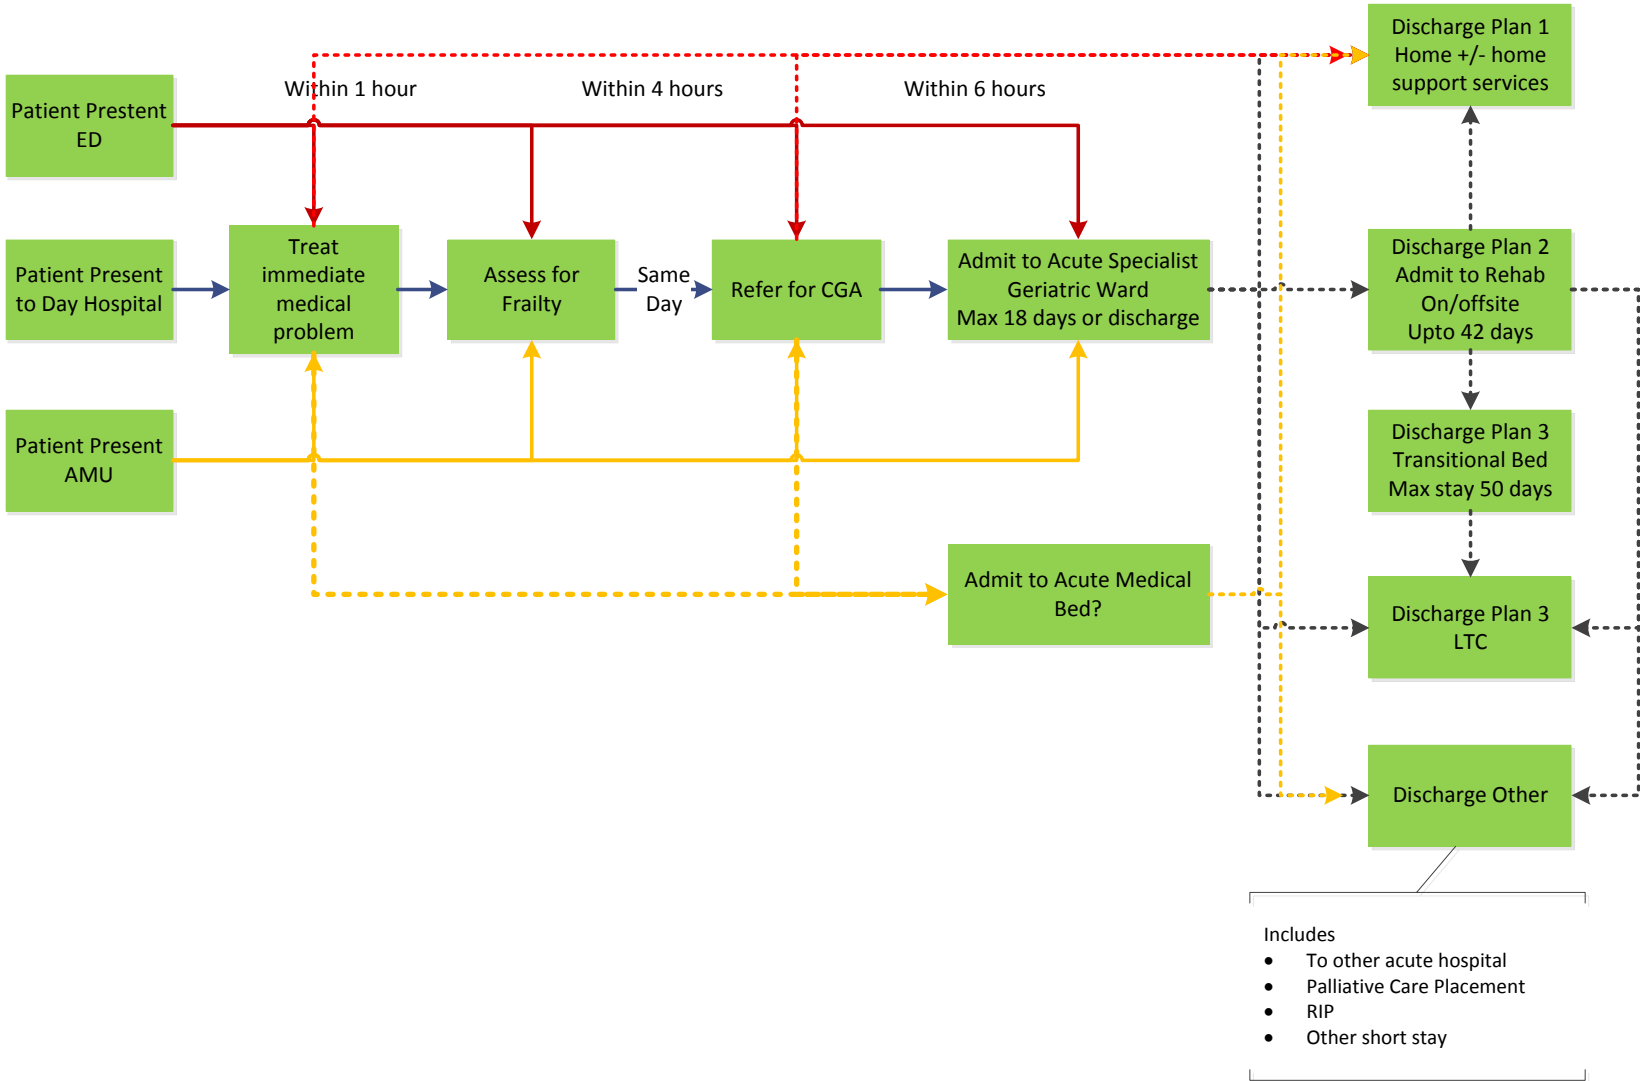 Discharge Plan 1
Home +/- home
support services
Within 1 hour
Within 4 hours
Within 6 hours
Patient Prestent
ED
Patient Present
to Day Hospital
Treat
immediate
medical
problem
Assess for
Frailty
Same
Day
Refer for CGA
Admit to Acute Specialist
Geriatric Ward
Max 18 days or discharge
Discharge Plan 2
Admit to Rehab
On/offsite
Upto 42 days
Patient Present
AMU
Discharge Plan 3
Transitional Bed
Max stay 50 days
Admit to Acute Medical
Bed?
Discharge Plan 3
LTC
Discharge Other
Includes
• To other acute hospital
• Palliative Care Placement
• RIP
• Other short stay